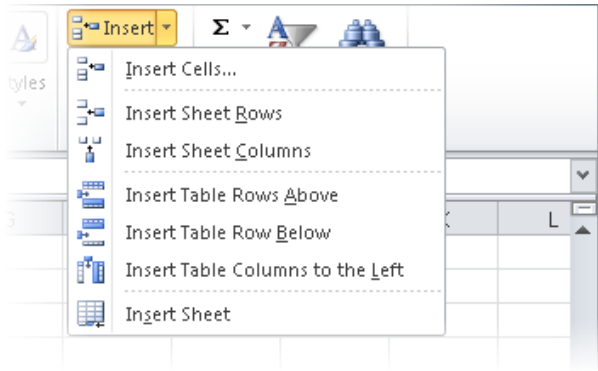 Insert
Σ
tyles
Insert Cells...
Insert Sheet Rows
Insert Sheet Columns
Insert Table Rows Above
Insert Table Row Below
Insert Table Columns to the Left
Insert Sheet
L